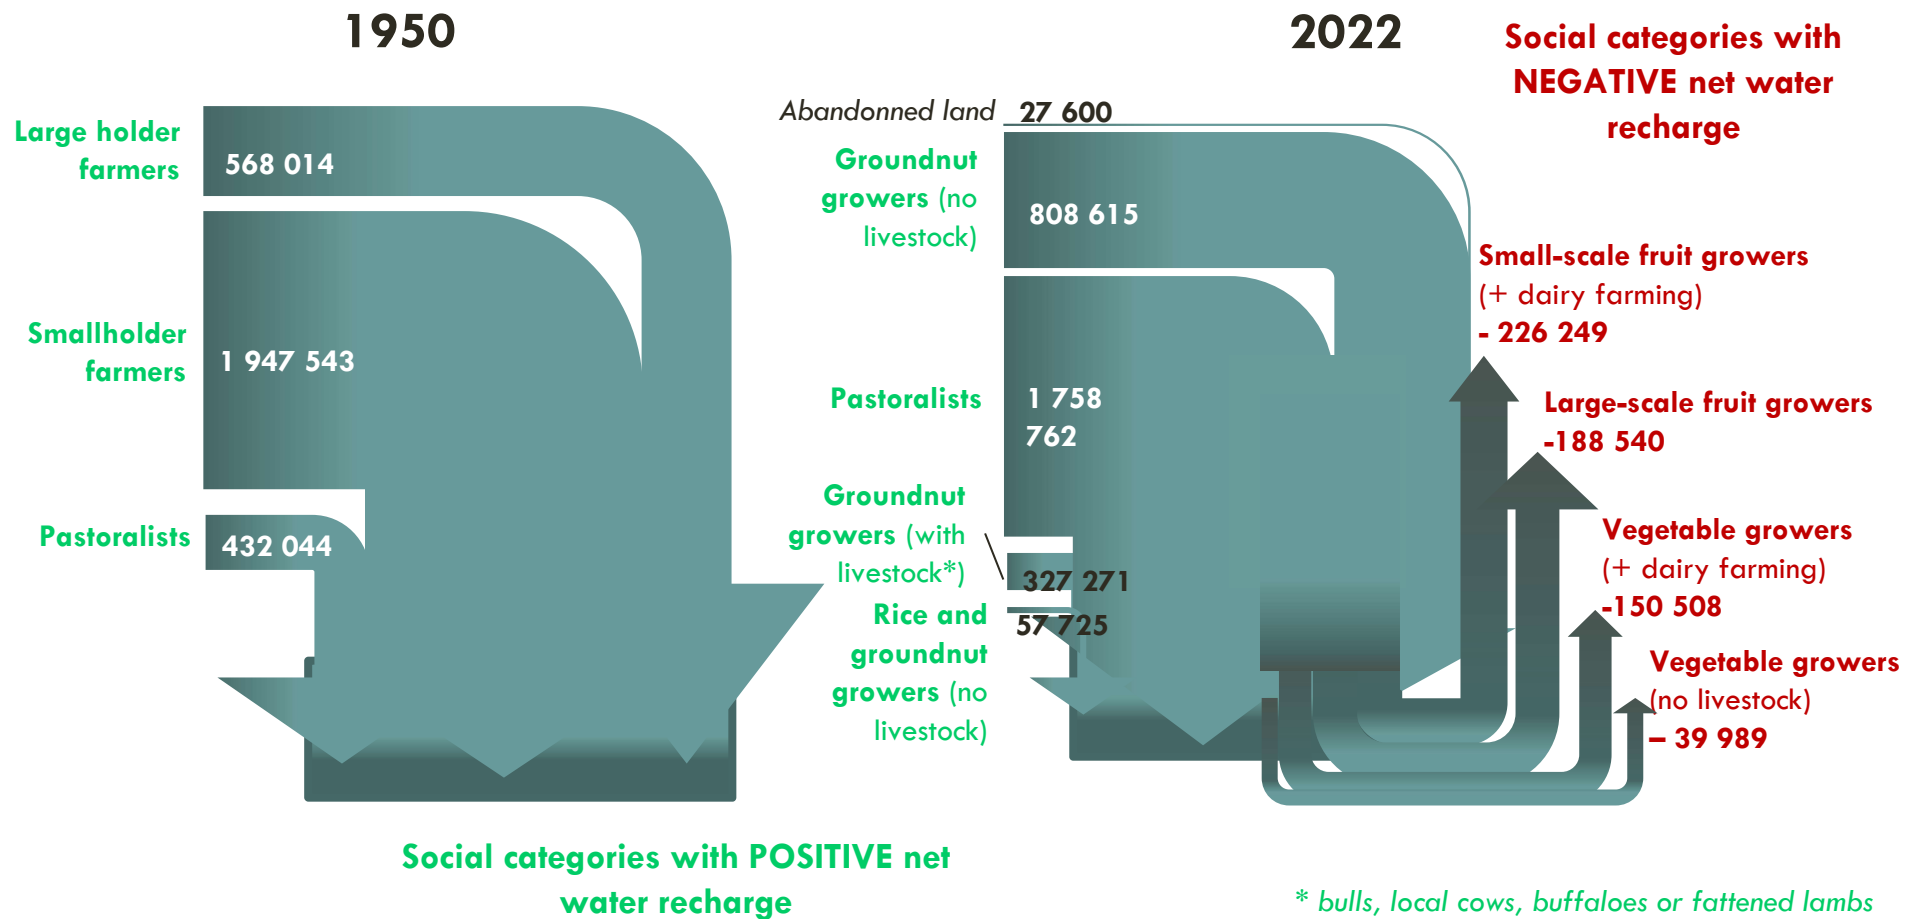 1950
Large holder
farmers
568 014
Smallholder
farmers
1 947 543
Pastoralists
432 044
Social categories with POSITIVE net
water recharge
2022
Abandonned land
27 600
Groundnut
growers (no
livestock)
808 615
Pastoralists
1 758
762
Groundnut
growers (with
livestock*)
327 271
Rice and
groundnut
growers (no
livestock)
57 725
Social categories with
NEGATIVE net water
recharge
Small-scale fruit growers
(+ dairy farming)
- 226 249
Large-scale fruit growers
-188 540
Vegetable growers
(+ dairy farming)
-150 508
Vegetable growers
(no livestock)
– 39 989
* bulls, local cows, buffaloes or fattened lambs